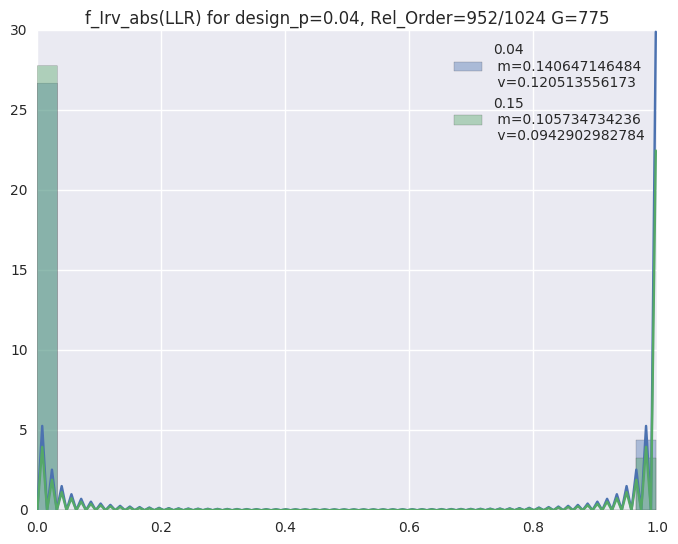 f_Irv_abs(LLR) for design_p=0.04, Rel_Order=952/1024 G=775
30
25
20
15
10
5
0
0.0 0.2 0.4 0.6 0.8 1.0
0.04
m=0.140647146484
v=0.120513556173
0.15
m=0.105734734236
v=0.0942902982784